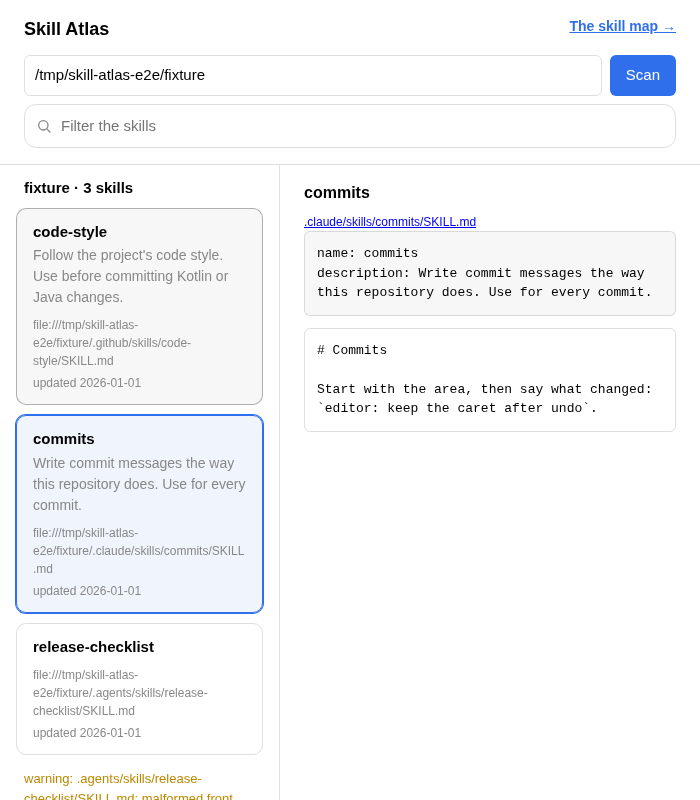 Skill Atlas
The skill map →
/tmp/skill-atlas-e2e/fixture
Scan
Filter the skills
fixture · 3 skills
code-style
Follow the project's code style.
Use before committing Kotlin or
Java changes.
file:///tmp/skill-atlas-
e2e/fixture/.github/skills/code-
style/SKILL.md
updated 2026-01-01
commits
Write commit messages the way
this repository does. Use for every
commit.
file:///tmp/skill-atlas-
e2e/fixture/.claude/skills/commits/SKILL
.md
updated 2026-01-01
release-checklist
file:///tmp/skill-atlas-
e2e/fixture/.agents/skills/release-
checklist/SKILL.md
updated 2026-01-01
warning: .agents/skills/release-
checklist/SKILL.md: malformed front
commits
.claude/skills/commits/SKILL.md
name: commits
description: Write commit messages the way
this repository does. Use for every commit.
# Commits
Start with the area, then say what changed:
`editor: keep the caret after undo`.